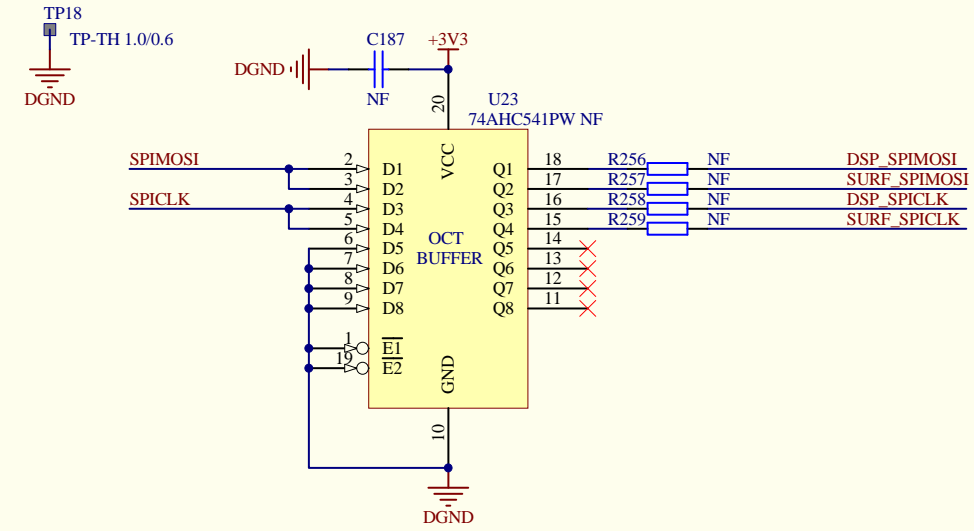 TP18
TP-TH 1.0/0.6
DGND
C187
+3V3
DGND
NF
20
U23
74AHC541PW NF
VCC
SPIMOSI
2
D1
Q1
18
R256
NF
DSP_SPIMOSI
3
D2
Q2
17
R257
NF
SURF_SPIMOSI
SPICLK
4
D3
Q3
16
R258
NF
DSP_SPICLK
5
D4
Q4
15
R259
NF
SURF_SPICLK
6
D5
OCT
BUFFER
Q5
14
7
D6
Q6
13
8
D7
Q7
12
9
D8
Q8
11
1
E1
19
E2
GND
10
DGND